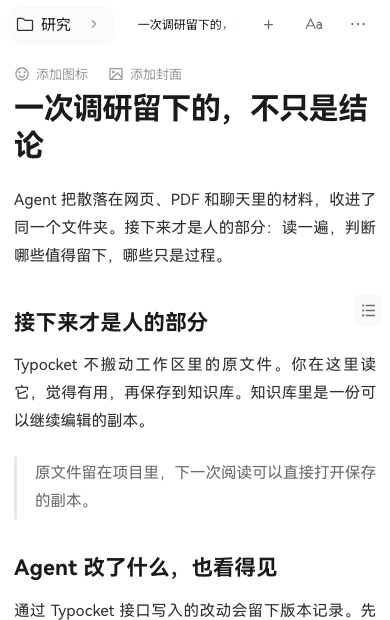 研究
一次调研留下的，
Aa
添加图标
添加封面
一次调研留下的，不只是结
论
Agent 把散落在网页、PDF 和聊天里的材料，收进了
同一个文件夹。接下来才是人的部分：读一遍，判断
哪些值得留下，哪些只是过程。
接下来才是人的部分
Typocket 不搬动工作区里的原文件。你在这里读
它，觉得有用，再保存到知识库。知识库里是一份可
以继续编辑的副本。
原文件留在项目里，下一次阅读可以直接打开保存
的副本。
Agent 改了什么，也看得见
通过 Typocket 接口写入的改动会留下版本记录。先